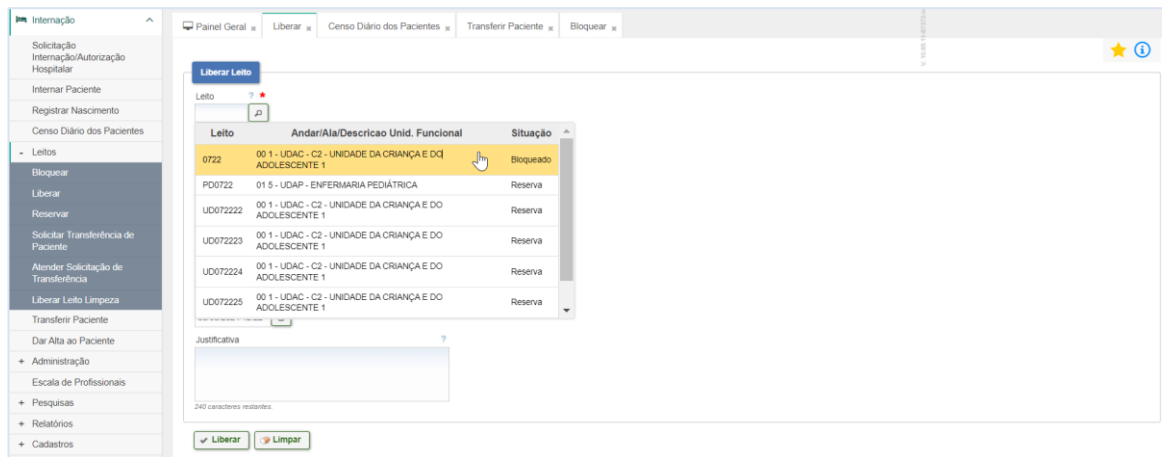 Internação
Solicitação
Internação/Autorização
Hospitalar
Internar Paciente
Registrar Nascimento
Censo Diário dos Pacientes
- Leitos
Bloquear
Liberar
Reservar
Solicitar Transferência de
Paciente
Atender Solicitação de
Transferência
Liberar Leito Limpeza
Transferir Paciente
Dar Alta ao Paciente
+ Administração
Escala de Profissionais
+ Pesquisas
+ Relatórios
+ Cadastros
Painel Geral Liberar Censo Diário dos Pacientes Transferir Paciente Bloquear
Liberar Leito
Leito ? *
Leito Andar/Ala/Descricao Unid. Funcional Situação
0722 00 1 - UDAC - C2 - UNIDADE DA CRIANÇA E DO Bloqueado
ADOLESCENTE 1
PD0722 01 5 - UDAP - ENFERMARIA PEDIÁTRICA Reserva
UD072222 00 1 - UDAC - C2 - UNIDADE DA CRIANÇA E DO Reserva
ADOLESCENTE 1
UD072223 00 1 - UDAC - C2 - UNIDADE DA CRIANÇA E DO Reserva
ADOLESCENTE 1
UD072224 00 1 - UDAC - C2 - UNIDADE DA CRIANÇA E DO Reserva
ADOLESCENTE 1
UD072225 00 1 - UDAC - C2 - UNIDADE DA CRIANÇA E DO Reserva
ADOLESCENTE 1
Justificativa ?
240 caracteres restantes.
Liberar Limpar